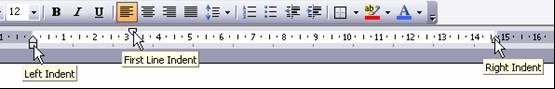 12 B I U A
1 1 2 3 4 5 6 7 8 9 10 11 12 13 14 15 16
First Line Indent
Left Indent
Right Indent